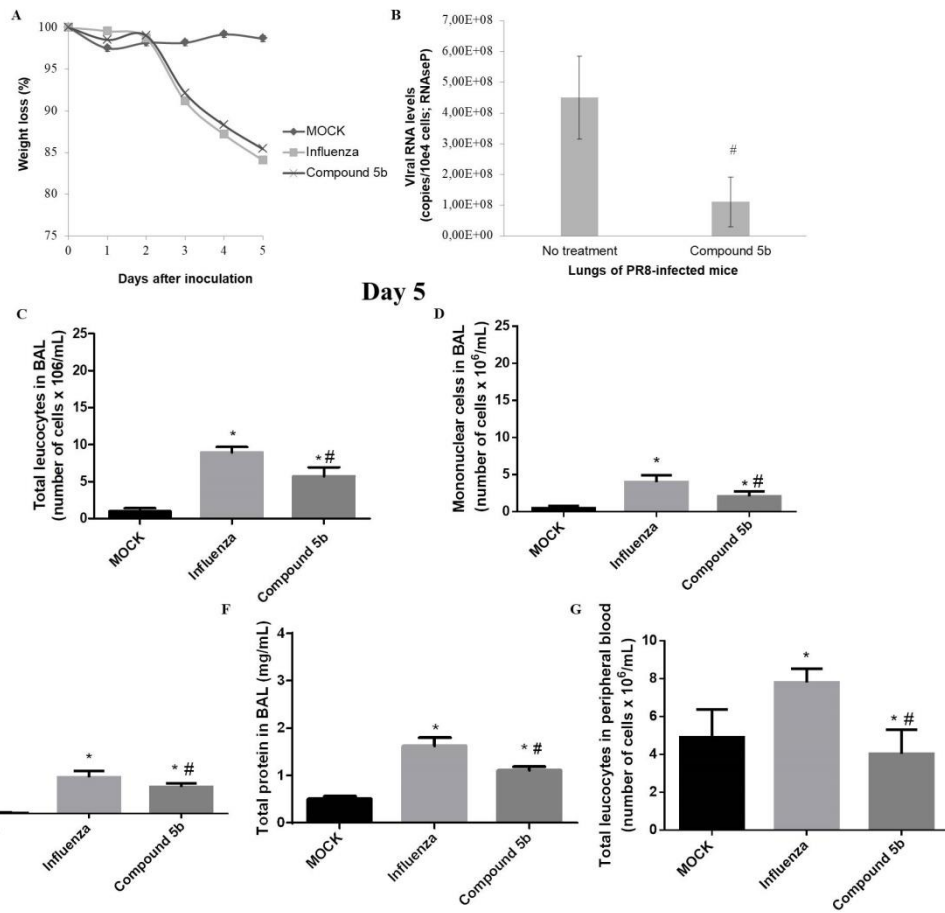 A
Weight loss (%)
100
95
90
85
80
75
0 1 2 3 4 5
Days after inoculation
MOCK
Influenza
Compound 5b
B
VIral RNA levels
(copies/10e4 cells; RNAseP)
7,00E+08
6,00E+08
5,00E+08
4,00E+08
3,00E+08
2,00E+08
1,00E+08
0,00E+00
#
No treatment Compound 5b
Lungs of PR8-infected mice
Day 5
C
Total leucocytes in BAL
(number of cells x 106/mL)
25
20
15
10
5
0
*
* #
MOCK
Influenza
Compound 5b
D
Mononuclear celss in BAL
(number of cells x 10⁶/mL)
25
20
15
10
5
0
*
* #
MOCK
Influenza
Compound 5b
*
* #
Influenza
Compound 5b
F
Total protein in BAL (mg/mL)
4
3
2
1
0
*
* #
MOCK
Influenza
Compound 5b
G
Total leucocytes in peripheral blood
(number of cells x 10⁶/mL)
10
8
6
4
2
0
*
* #
MOCK
Influenza
Compound 5b